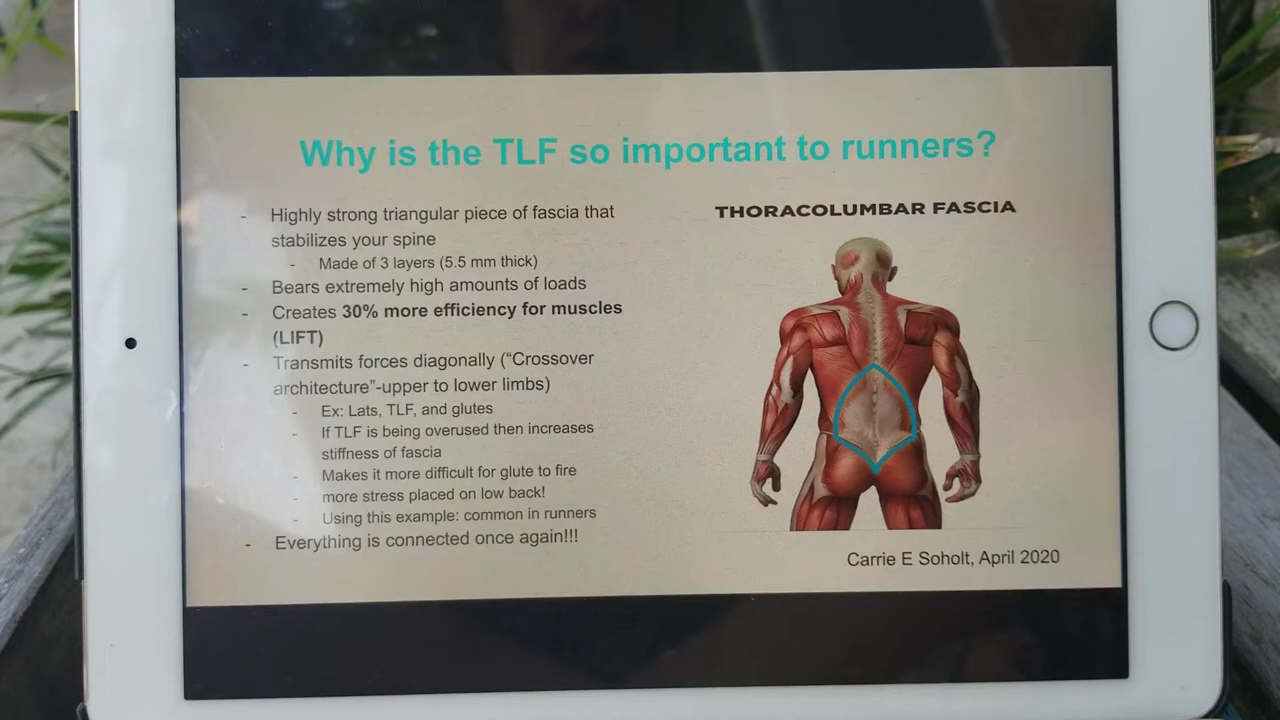 Why is the TLF so important to runners?
- Highly strong triangular piece of fascia that
stabilizes your spine
- Made of 3 layers (5.5 mm thick)
- Bears extremely high amounts of loads
- Creates 30% more efficiency for muscles
(LIFT)
- Transmits forces diagonally (“Crossover
architecture”-upper to lower limbs)
- Ex: Lats, TLF, and glutes
- If TLF is being overused then increases
stiffness of fascia
- Makes it more difficult for glute to fire
- more stress placed on low back!
- Using this example: common in runners
- Everything is connected once again!!!
THORACOLUMBAR FASCIA
Carrie E Soholt, April 2020